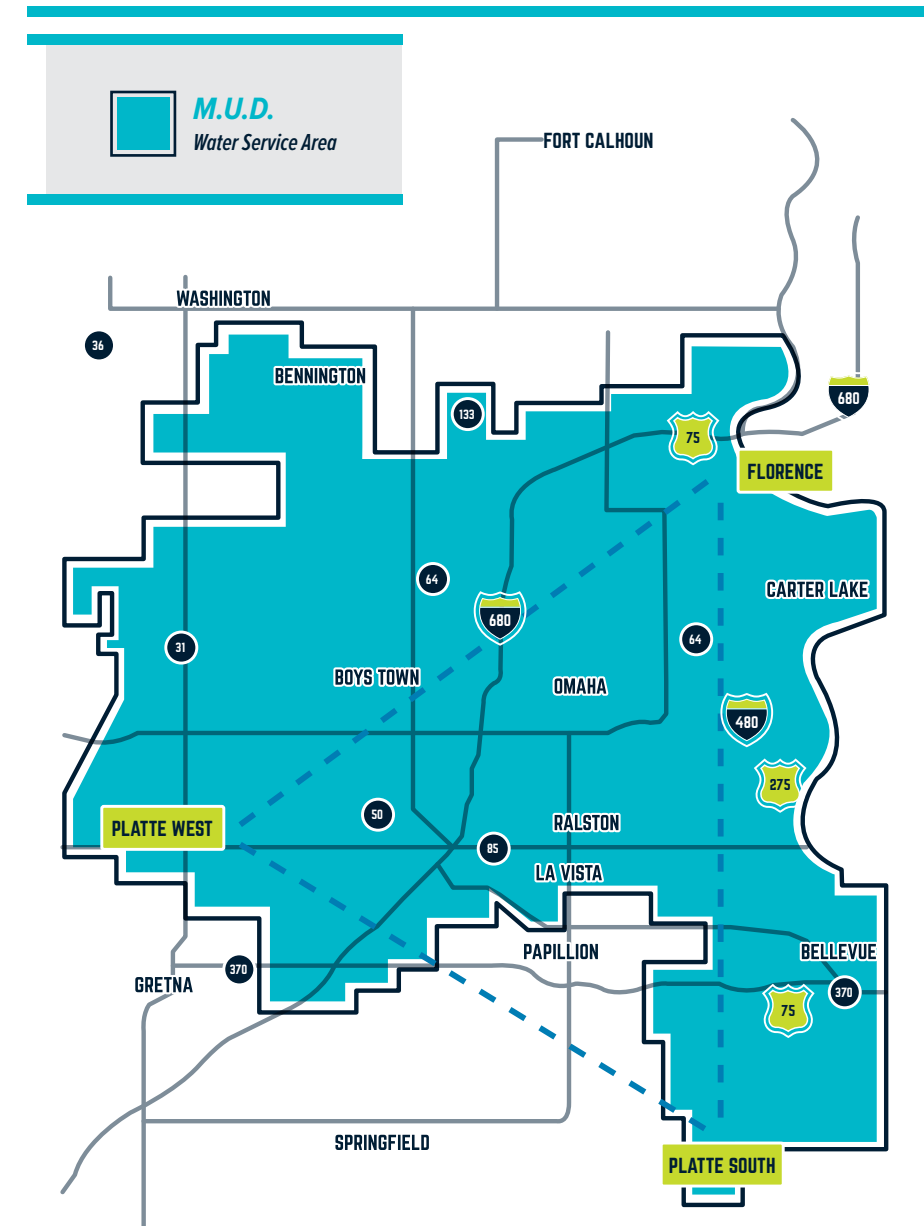 M.U.D.
Water Service Area
FORT CALHOUN
WASHINGTON
36
BENNINGTON
680
133
75
FLORENCE
64
CARTER LAKE
680
64
31
BOYS TOWN
OMAHA
480
275
50
PLATTE WEST
RALSTON
85
LA VISTA
PAPILLION
BELLEVUE
370
GRETNA
370
75
SPRINGFIELD
PLATTE SOUTH